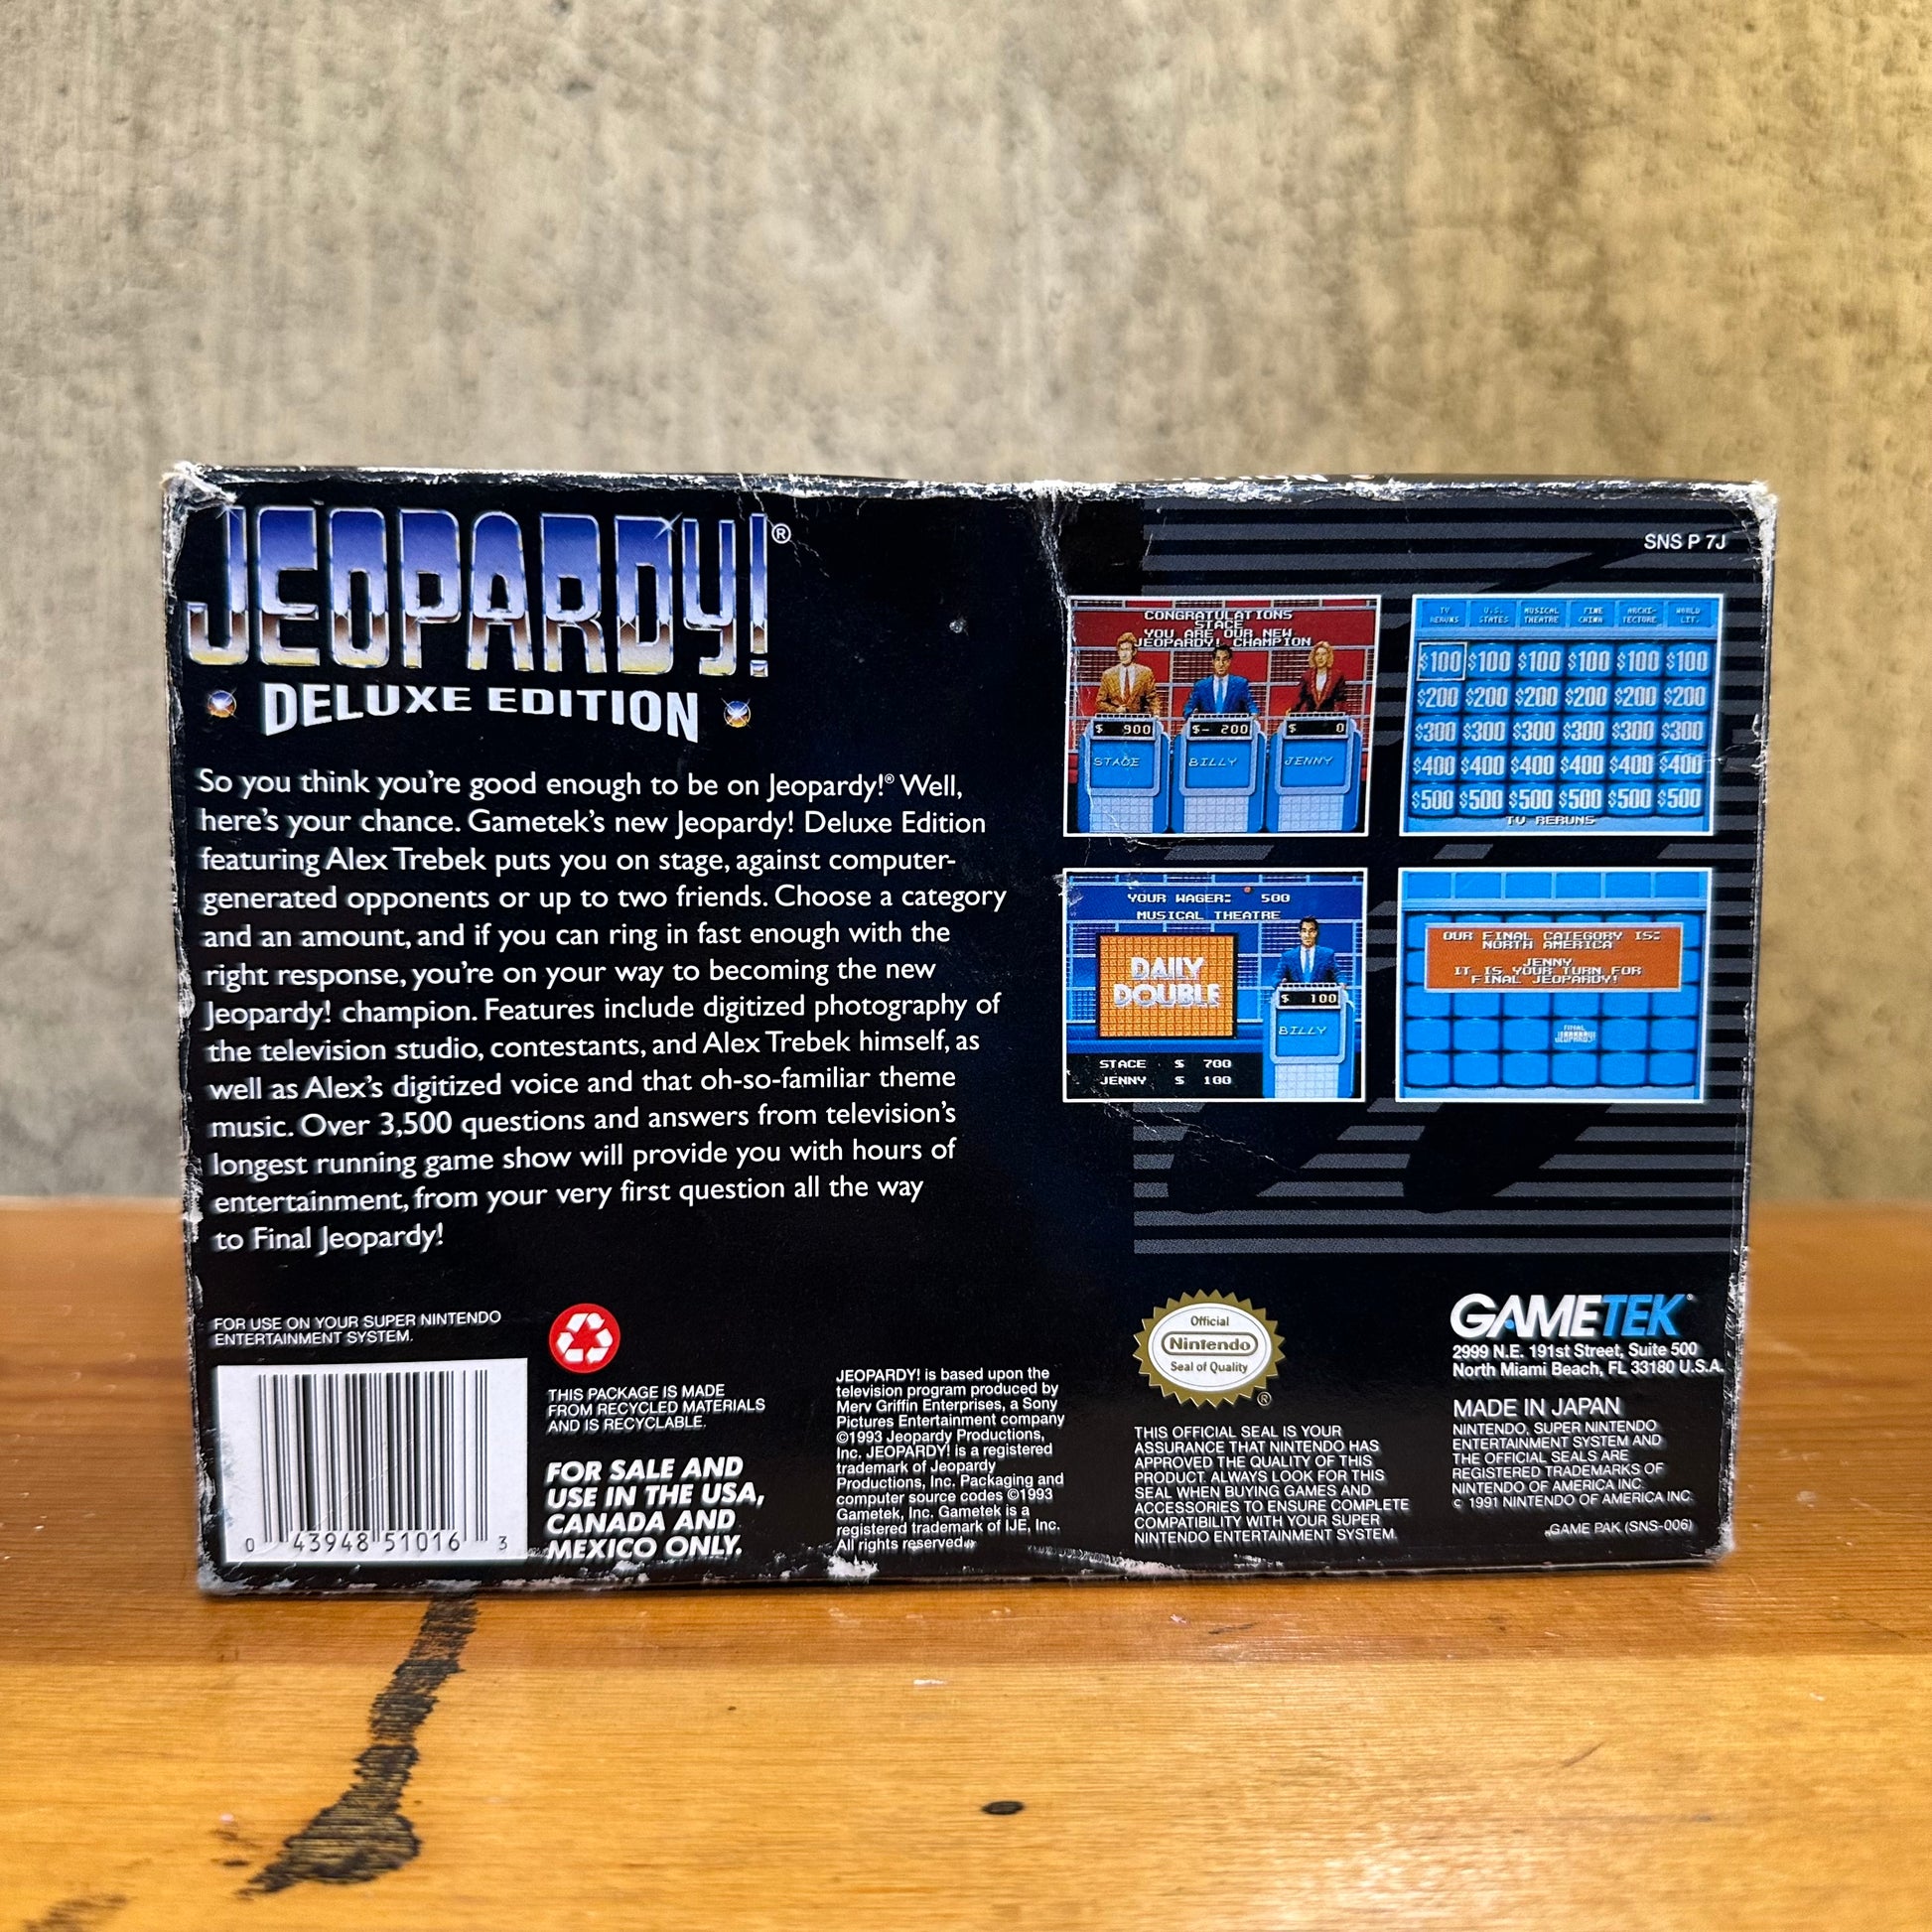 JEOPARDY!®
DELUXE EDITION
So you think you're good enough to be on Jeopardy!® Well,
here's your chance. Gametek's new Jeopardy! Deluxe Edition
featuring Alex Trebek puts you on stage, against computer-
generated opponents or up to two friends. Choose a category
and an amount, and if you can ring in fast enough with the
right response, you're on your way to becoming the new
Jeopardy! champion. Features include digitized photography of
the television studio, contestants, and Alex Trebek himself, as
well as Alex's digitized voice and that oh-so-familiar theme
music. Over 3,500 questions and answers from television's
longest running game show will provide you with hours of
entertainment, from your very first question all the way
to Final Jeopardy!
SNS P 7J
CONGRATULATIONS
STACE
YOU ARE OUR NEW
JEOPARDY! CHAMPION
$ 900 $- 200 $ 0
STACE BILLY JENNY
TV U.S. MUSICAL FINE ARCHI- WORLD
RERUNS STATES THEATRE CHINA TECTURE LIT.
$100 $100 $100 $100 $100 $100
$200 $200 $200 $200 $200 $200
$300 $300 $300 $300 $300 $300
$400 $400 $400 $400 $400 $400
$500 $500 $500 $500 $500 $500
TV RERUNS
YOUR WAGER: 500
MUSICAL THEATRE
DAILY
DOUBLE
$ 100
BILLY
STACE $ 700
JENNY $ 100
OUR FINAL CATEGORY IS:
NORTH AMERICA
JENNY
IT IS YOUR TURN FOR
FINAL JEOPARDY!
FOR USE ON YOUR SUPER NINTENDO
ENTERTAINMENT SYSTEM.
0 43948 51016 3
THIS PACKAGE IS MADE
FROM RECYCLED MATERIALS
AND IS RECYCLABLE.
FOR SALE AND
USE IN THE USA,
CANADA AND
MEXICO ONLY.
JEOPARDY! is based upon the
television program produced by
Merv Griffin Enterprises, a Sony
Pictures Entertainment company
©1993 Jeopardy Productions,
Inc. JEOPARDY! is a registered
trademark of Jeopardy
Productions, Inc. Packaging and
computer source codes ©1993
Gametek, Inc. Gametek is a
registered trademark of IJE, Inc.
All rights reserved.
Official
Nintendo
Seal of Quality
®
THIS OFFICIAL SEAL IS YOUR
ASSURANCE THAT NINTENDO HAS
APPROVED THE QUALITY OF THIS
PRODUCT. ALWAYS LOOK FOR THIS
SEAL WHEN BUYING GAMES AND
ACCESSORIES TO ENSURE COMPLETE
COMPATIBILITY WITH YOUR SUPER
NINTENDO ENTERTAINMENT SYSTEM.
GAMETEK®
2999 N.E. 191st Street, Suite 500
North Miami Beach, FL 33180 U.S.A.
MADE IN JAPAN
NINTENDO, SUPER NINTENDO
ENTERTAINMENT SYSTEM AND
THE OFFICIAL SEALS ARE
REGISTERED TRADEMARKS OF
NINTENDO OF AMERICA INC.
© 1991 NINTENDO OF AMERICA INC.
GAME PAK (SNS-006)